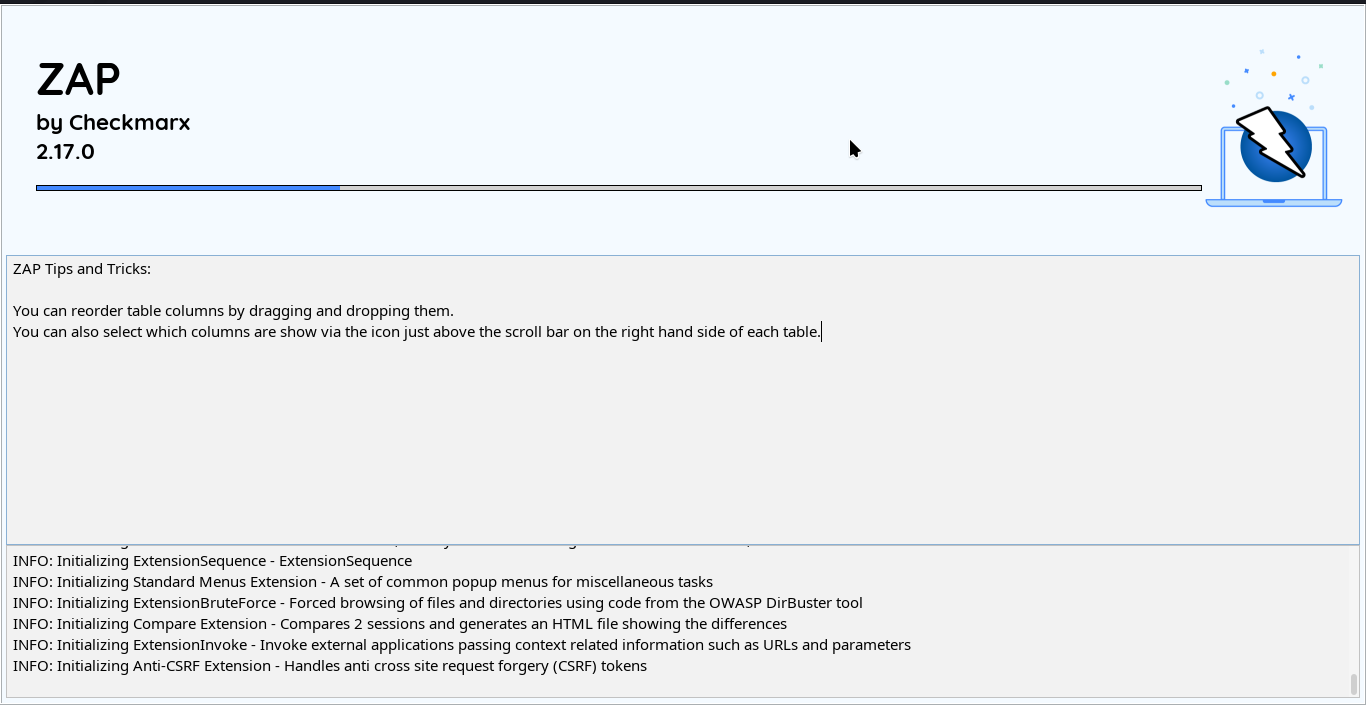 ZAP
by Checkmarx
2.17.0
ZAP Tips and Tricks:
You can reorder table columns by dragging and dropping them.
You can also select which columns are show via the icon just above the scroll bar on the right hand side of each table.
INFO: Initializing ExtensionSequence - ExtensionSequence
INFO: Initializing Standard Menus Extension - A set of common popup menus for miscellaneous tasks
INFO: Initializing ExtensionBruteForce - Forced browsing of files and directories using code from the OWASP DirBuster tool
INFO: Initializing Compare Extension - Compares 2 sessions and generates an HTML file showing the differences
INFO: Initializing ExtensionInvoke - Invoke external applications passing context related information such as URLs and parameters
INFO: Initializing Anti-CSRF Extension - Handles anti cross site request forgery (CSRF) tokens